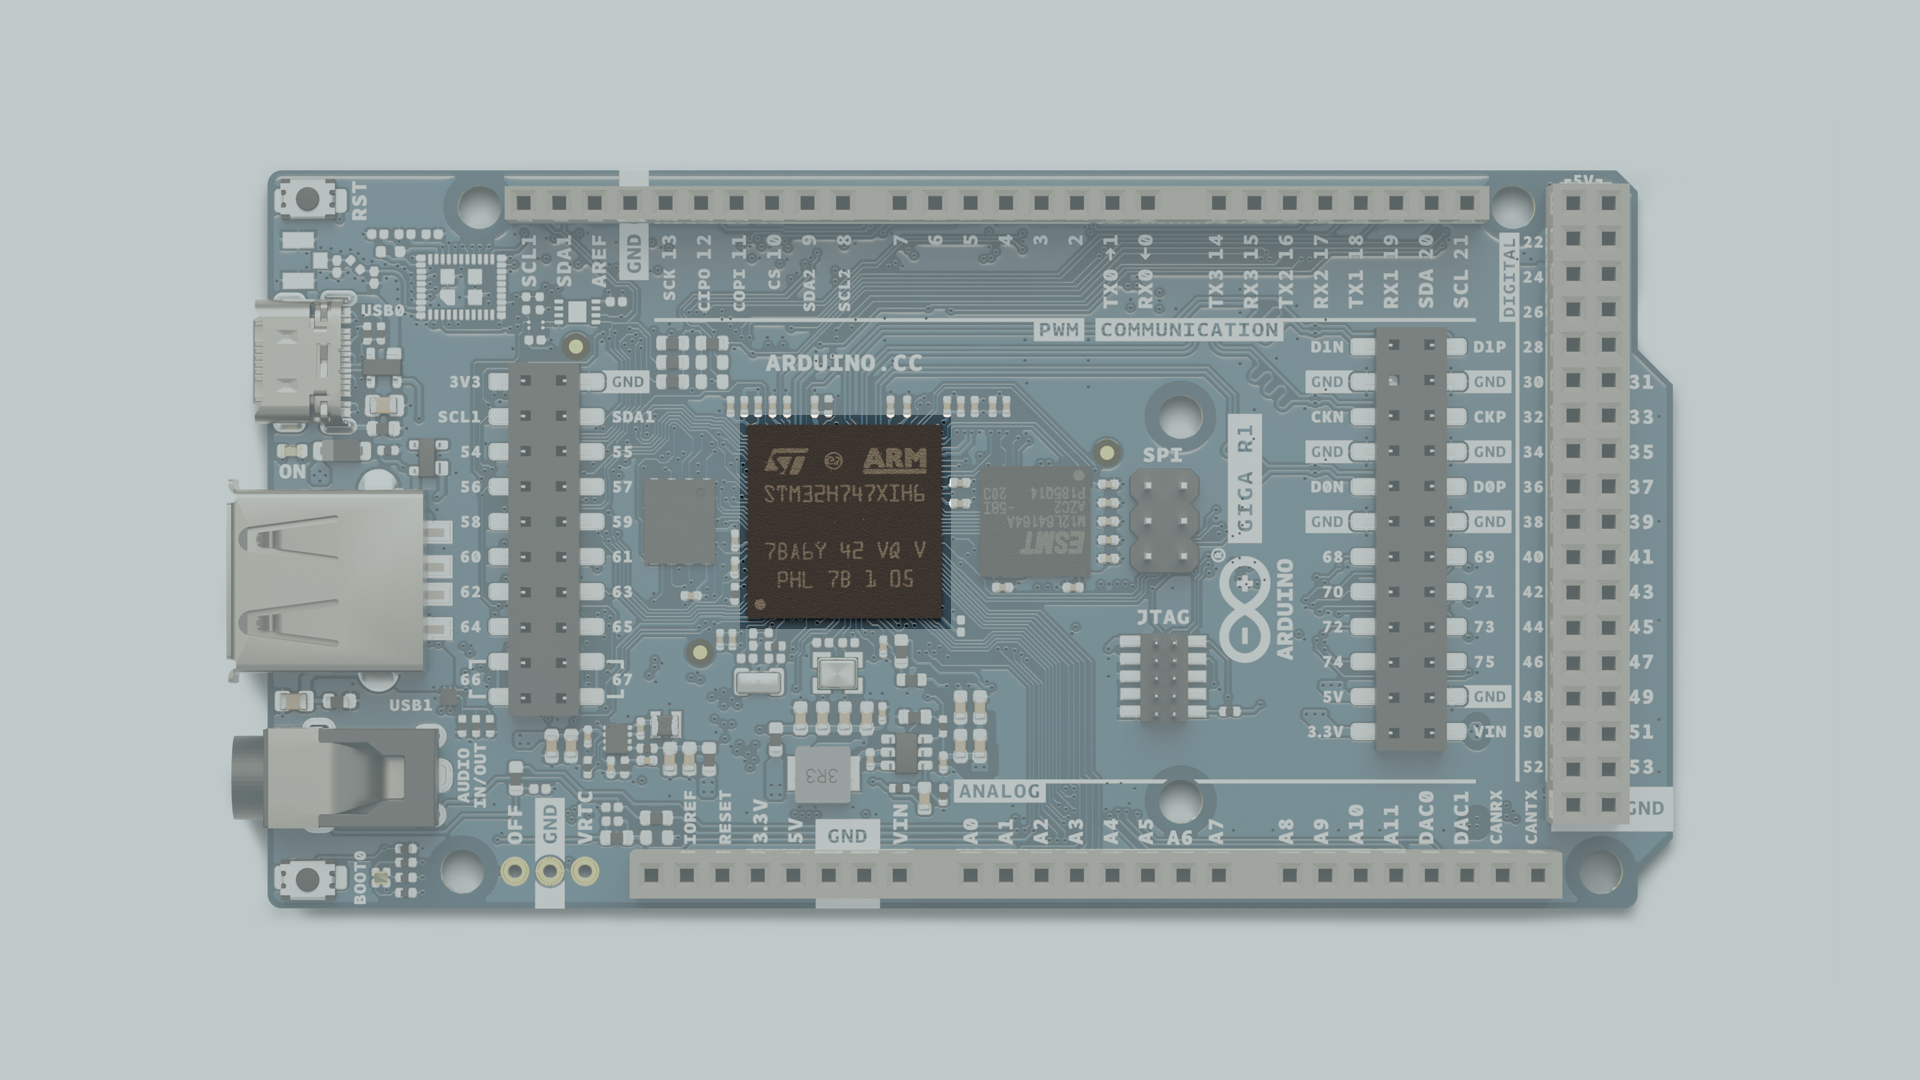 -5V-
RST
SCL1
SDA1
AREF
GND
SCK 13
CIPO 12
COPI 11
CS 10
SDA2 9
SCL2 8
7
6
5
4
3
2
TX0→1
RX0←0
TX3 14
RX3 15
TX2 16
RX2 17
TX1 18
RX1 19
SDA 20
SCL 21
DIGITAL
22
24
26
28
30 31
32 33
34 35
36 37
38 39
40 41
42 43
44 45
46 47
48 49
50 51
52 53
GND
USB0
PWM COMMUNICATION
ARDUINO.CC
3V3 GND
SCL1 SDA1
54 55
56 57
58 59
60 61
62 63
64 65
66 67
ON
ST e2 ARM
STM32H747XIH6
7BA6Y 42 VQ V
PHL 7B 1 05
ESMT
M12L64164A
-5BI
AZC2
P185Q14
203
SPI
GIGA R1
JTAG
®
ARDUINO
D1N D1P
GND GND
CKN CKP
GND GND
D0N D0P
GND GND
68 69
70 71
72 73
74 75
5V GND
3.3V VIN
USB1
AUDIO
IN/OUT
3R3
ANALOG
BOOT0
OFF
GND
VRTC
IOREF
RESET
3.3V
5V
GND
VIN
A0
A1
A2
A3
A4
A5
A6
A7
A8
A9
A10
A11
DAC0
DAC1
CANRX
CANTX